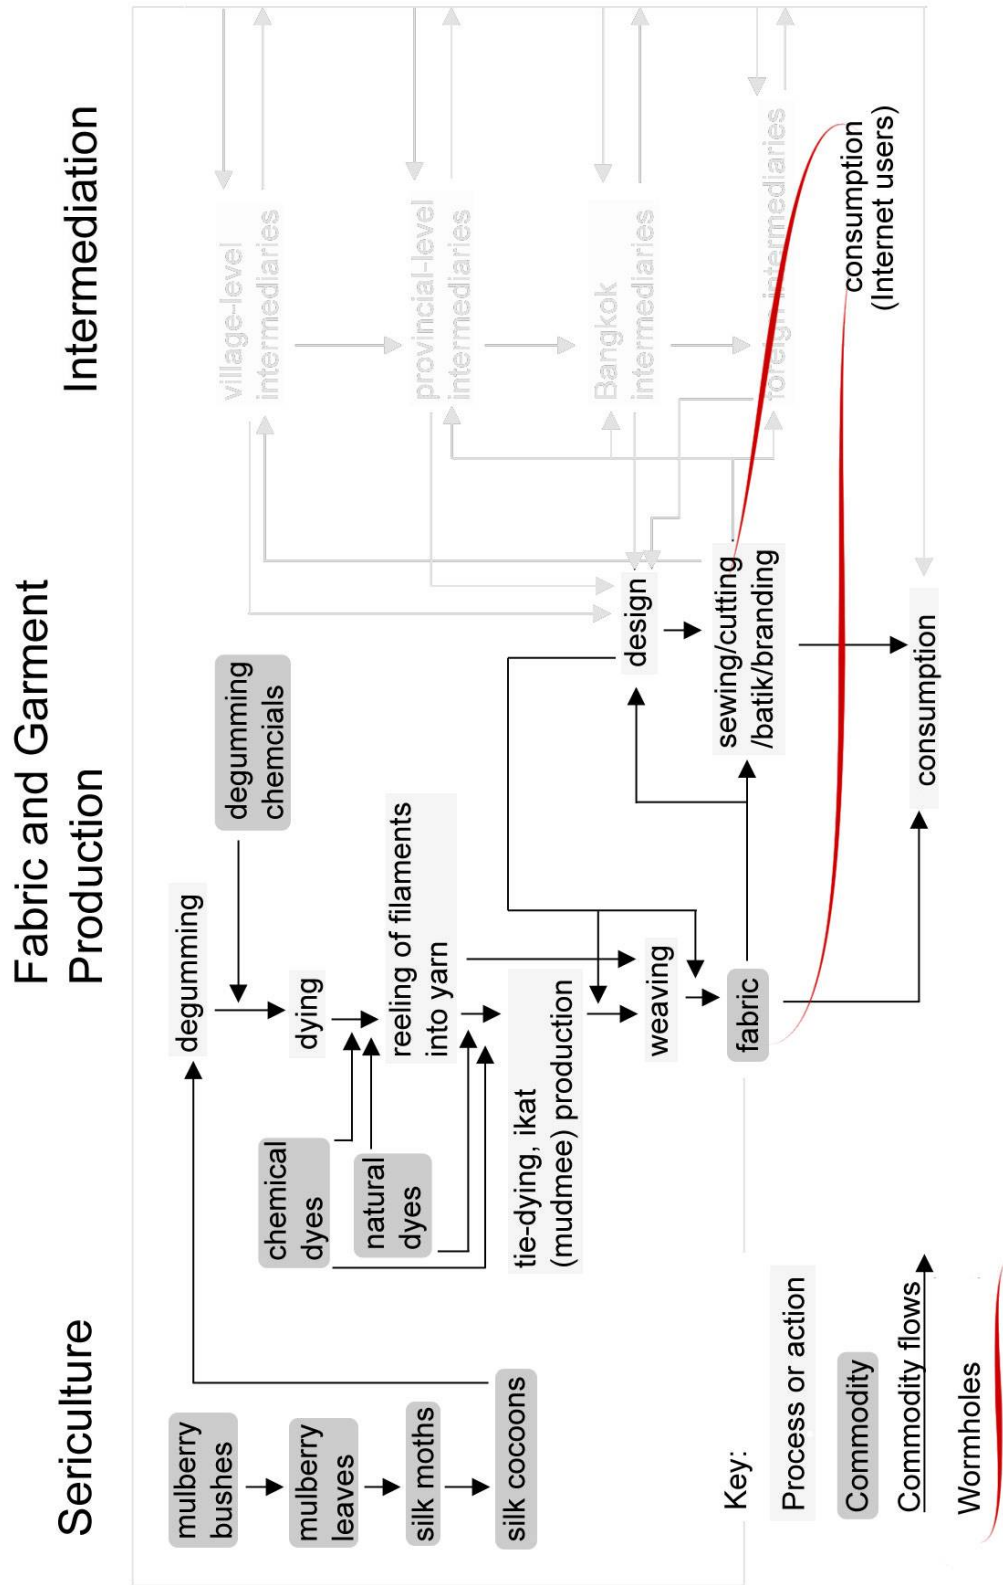 Sericulture
mulberry
bushes
mulberry
leaves
silk moths
silk cocoons
Fabric and Garment
Production
degumming
degumming
chemcials
dying
chemical
dyes
natural
dyes
reeling of filaments
into yarn
tie-dying, ikat
(mudmee) production
weaving
fabric
design
sewing/cutting
/batik/branding
consumption
Intermediation
village-level
intermediaries
provincial-level
intermediaries
Bangkok
intermediaries
foreign intermediaries
consumption
(Internet users)
Key:
Process or action
Commodity
Commodity flows
Wormholes